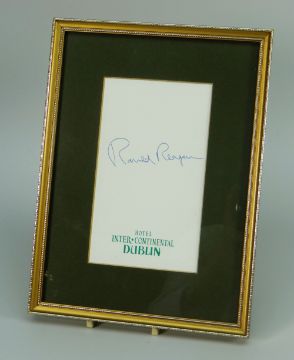 Ronald Reagan
HOTEL
INTER•CONTINENTAL
DUBLIN